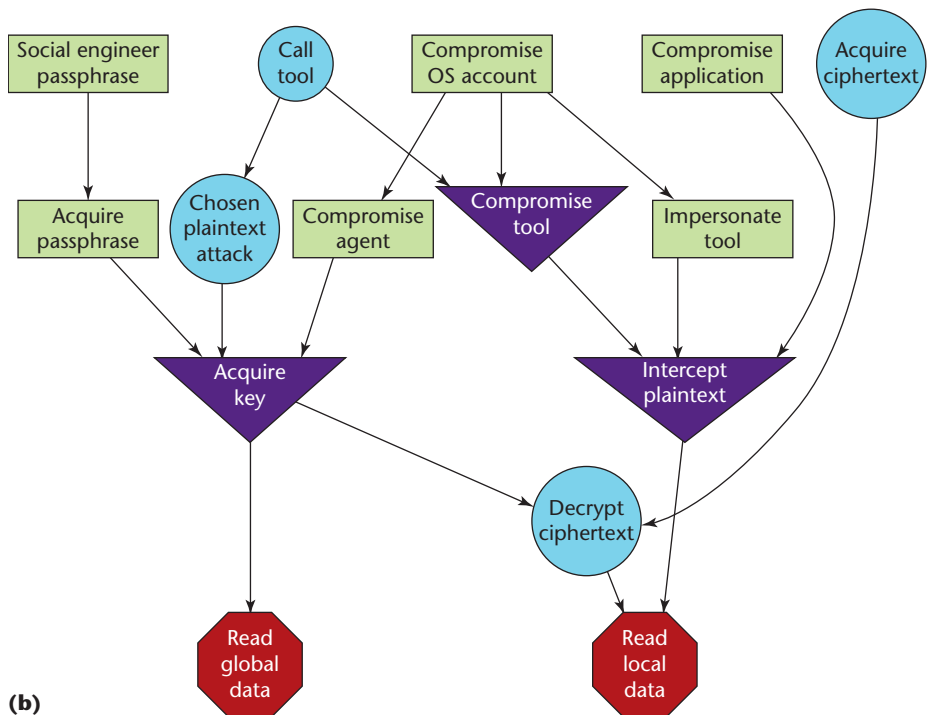 Social engineer
passphrase
Call
tool
Compromise
OS account
Compromise
application
Acquire
ciphertext
Acquire
passphrase
Chosen
plaintext
attack
Compromise
agent
Compromise
tool
Impersonate
tool
Acquire
key
Intercept
plaintext
Decrypt
ciphertext
Read
global
data
Read
local
data
(b)